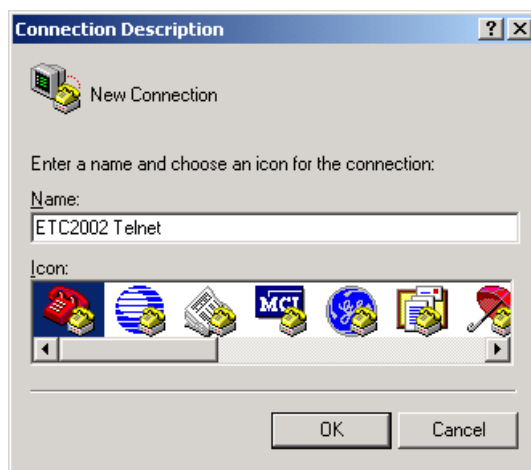 Connection Description
New Connection
Enter a name and choose an icon for the connection:
Name:
ETC2002 Telnet
Icon:
MCI
OK Cancel